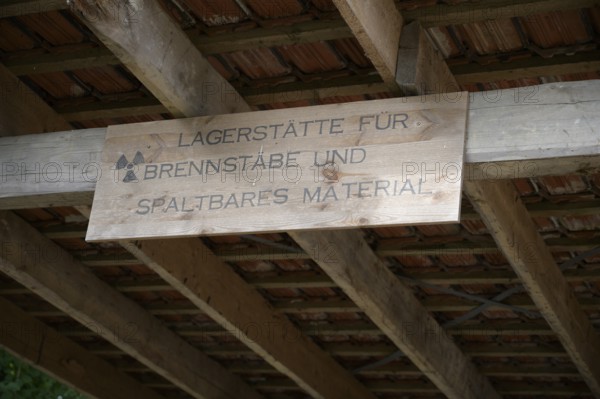 LAGERSTÄTTE FÜR
BRENNSTÄBE UND
SPALTBARES MATERIAL